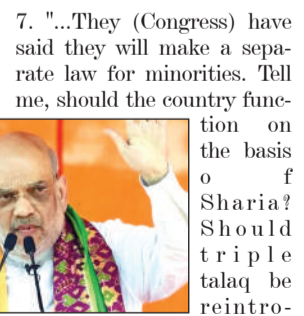 7. "...They (Congress) have
said they will make a sepa-
rate law for minorities. Tell
me, should the country func-
tion on
the basis
o f
Sharia?
Should
triple
talaq be
reintro-